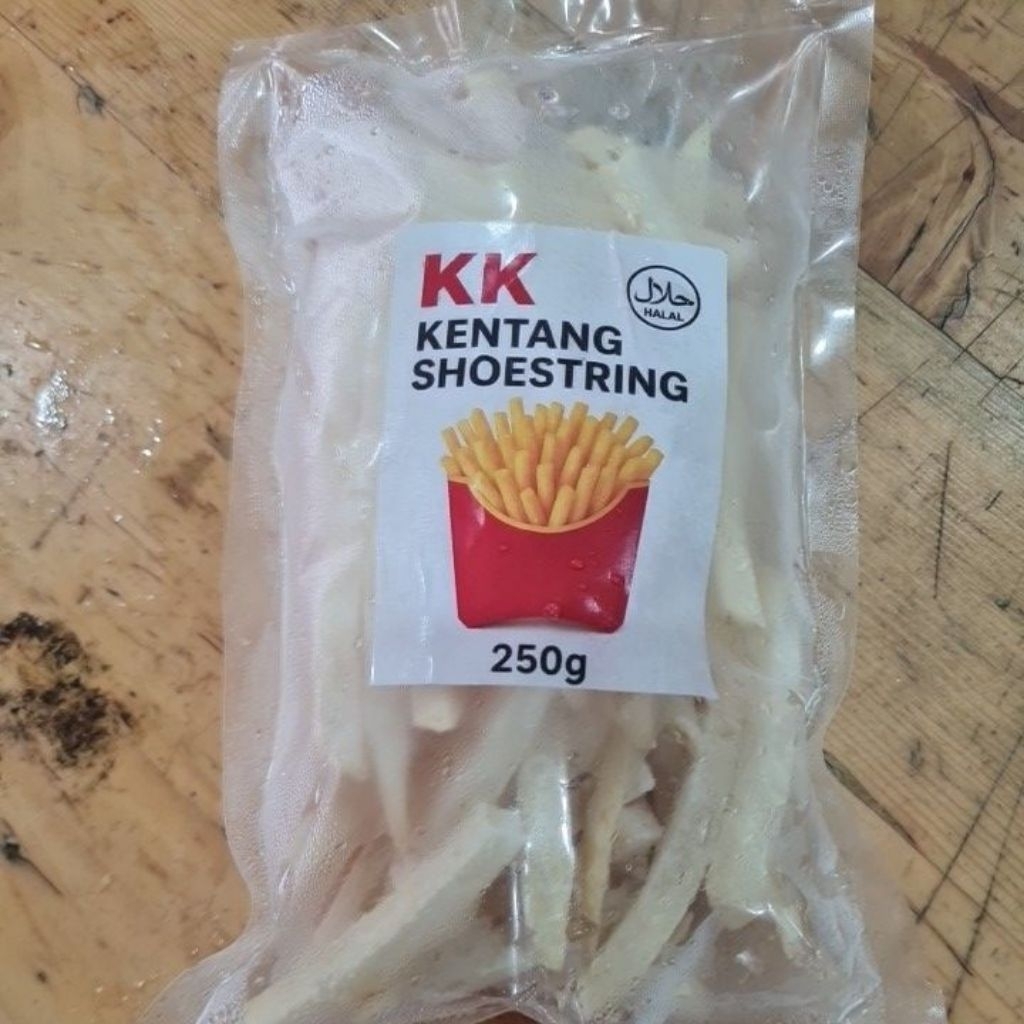 KK
حلال
HALAL
KENTANG
SHOESTRING
250g